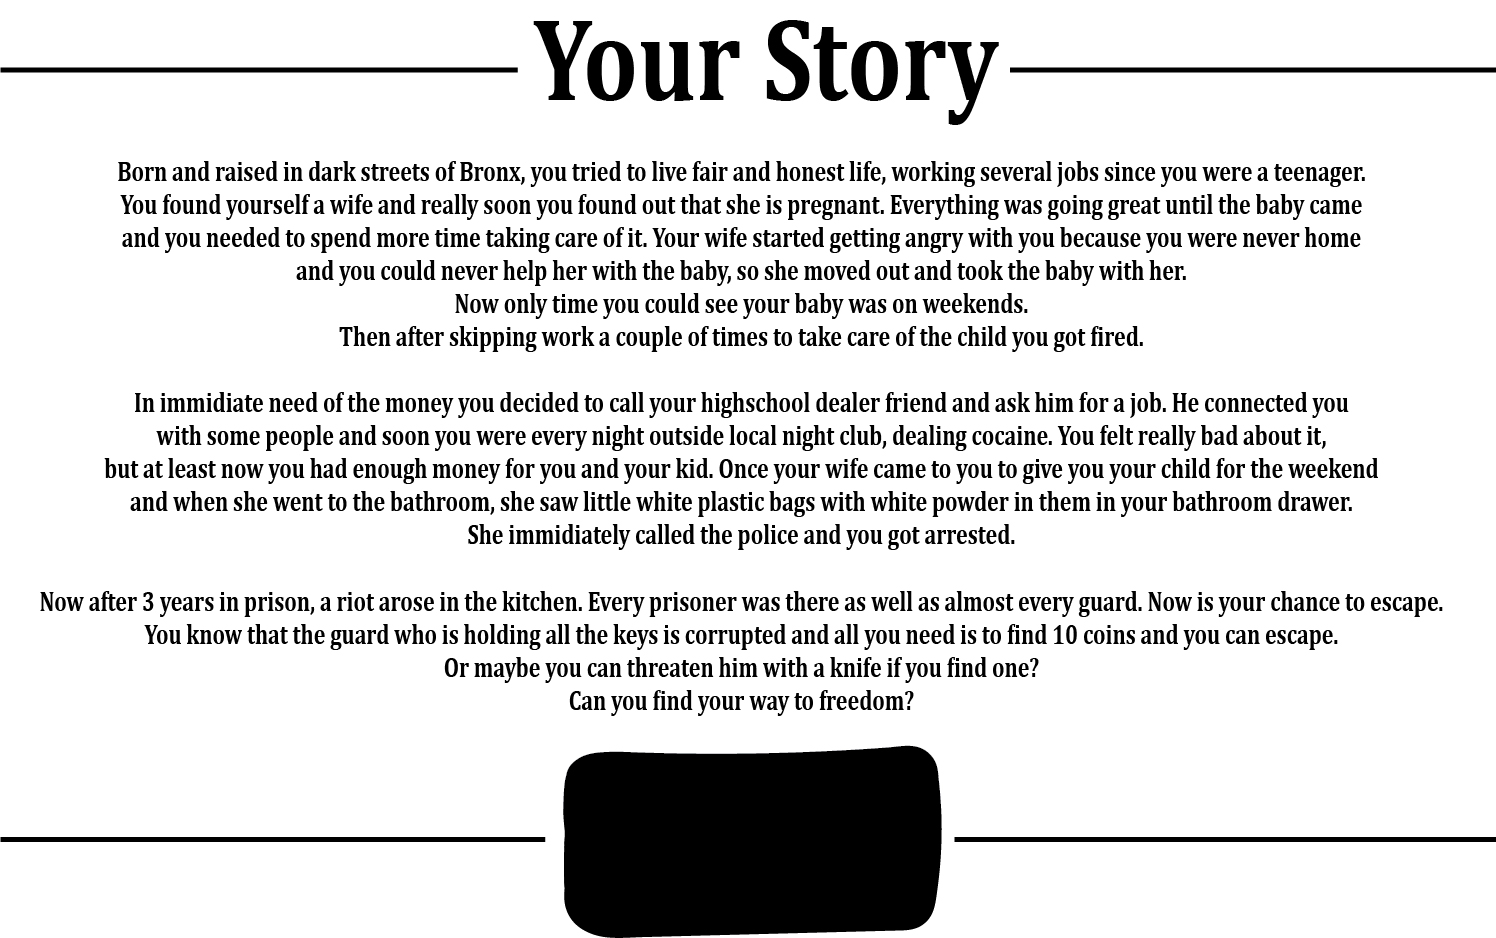 Your Story
Born and raised in dark streets of Bronx, you tried to live fair and honest life, working several jobs since you were a teenager.
You found yourself a wife and really soon you found out that she is pregnant. Everything was going great until the baby came
and you needed to spend more time taking care of it. Your wife started getting angry with you because you were never home
and you could never help her with the baby, so she moved out and took the baby with her.
Now only time you could see your baby was on weekends.
Then after skipping work a couple of times to take care of the child you got fired.
In immidiate need of the money you decided to call your highschool dealer friend and ask him for a job. He connected you
with some people and soon you were every night outside local night club, dealing cocaine. You felt really bad about it,
but at least now you had enough money for you and your kid. Once your wife came to you to give you your child for the weekend
and when she went to the bathroom, she saw little white plastic bags with white powder in them in your bathroom drawer.
She immidiately called the police and you got arrested.
Now after 3 years in prison, a riot arose in the kitchen. Every prisoner was there as well as almost every guard. Now is your chance to escape.
You know that the guard who is holding all the keys is corrupted and all you need is to find 10 coins and you can escape.
Or maybe you can threaten him with a knife if you find one?
Can you find your way to freedom?